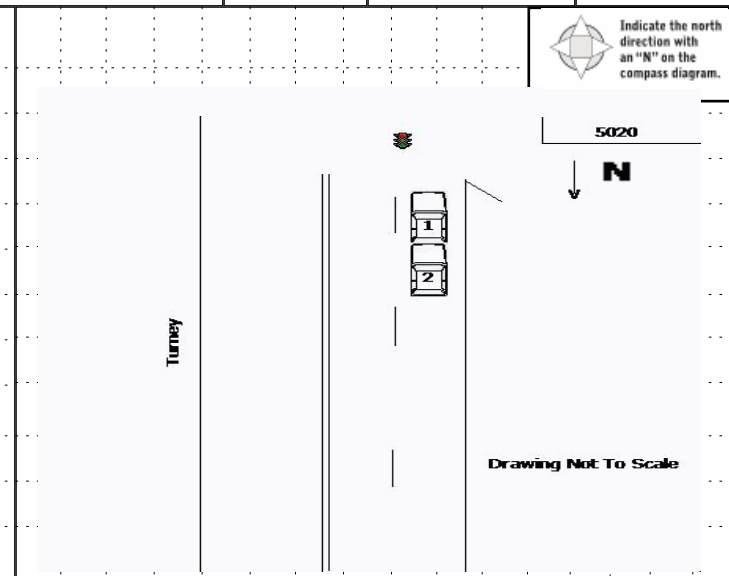 Indicate the north
direction with
an "N" on the
compass diagram.
5020
N
1
2
Turney
Drawing Not To Scale